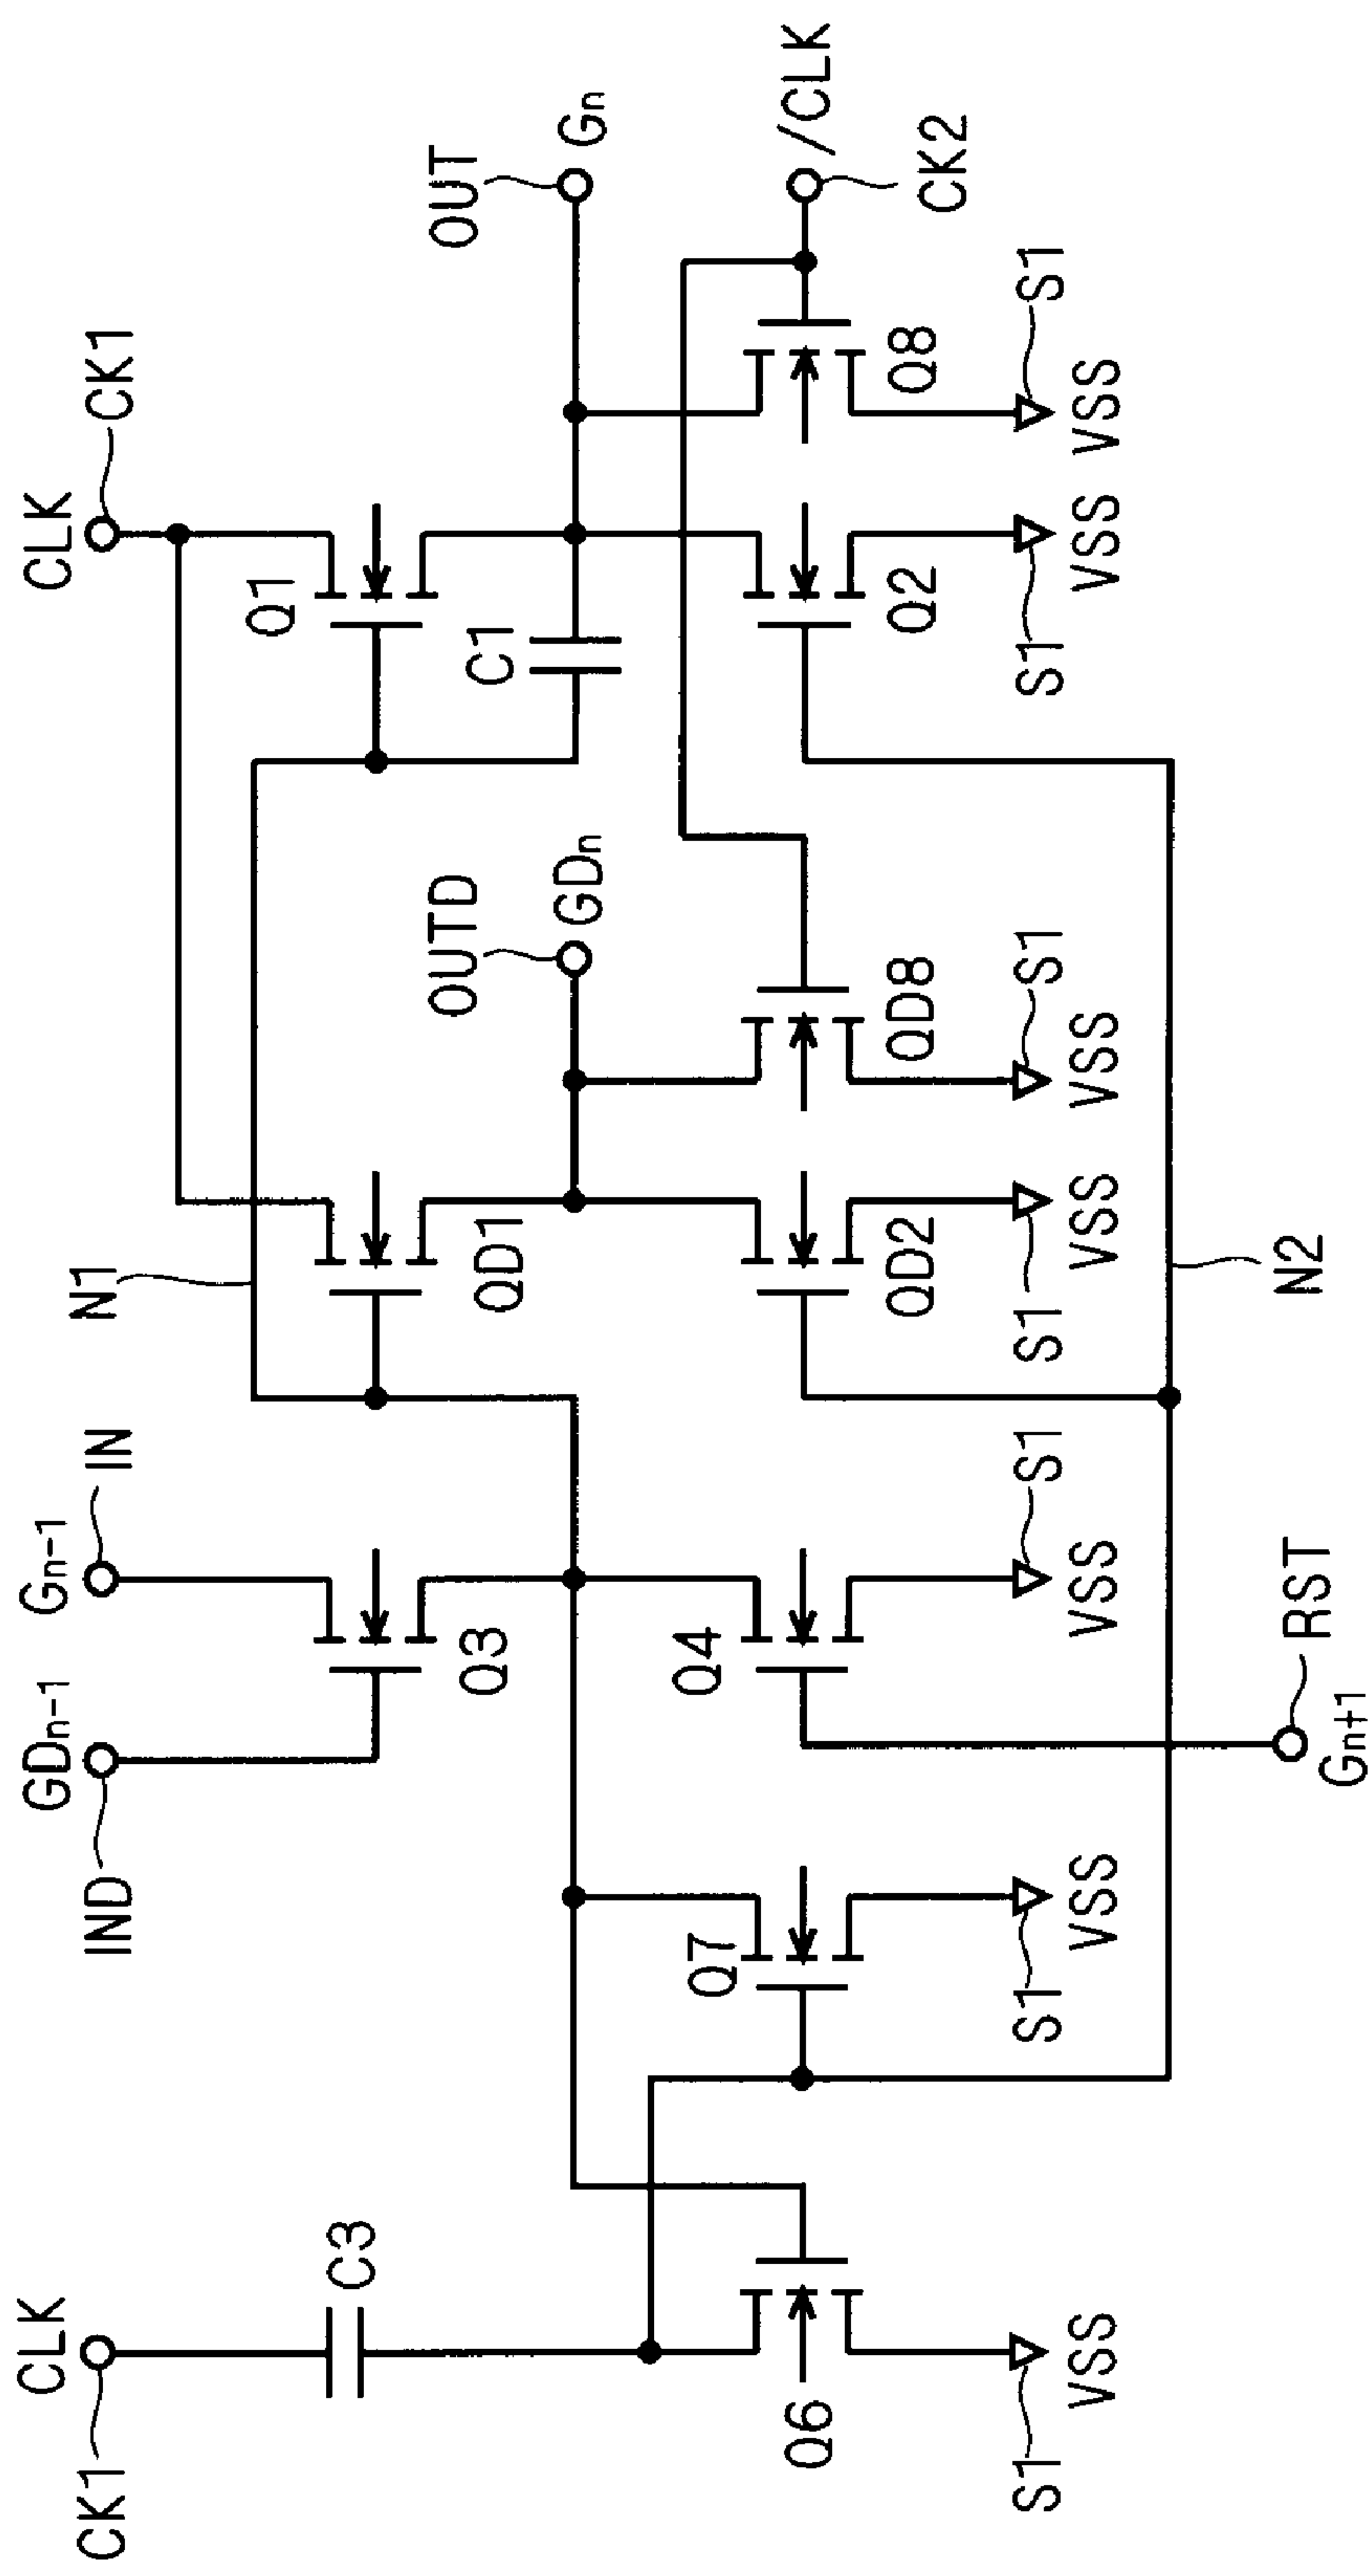 CLK
CK1
C3
Q6
S1
VSS
IND
GDn-1
Gn-1
IN
Q3
Q7
S1
VSS
Q4
S1
VSS
RST
Gn+1
N1
QD1
OUTD
GDn
QD2
S1
VSS
QD8
S1
VSS
N2
CLK
CK1
Q1
C1
OUT
Gn
Q2
S1
VSS
Q8
S1
VSS
/CLK
CK2